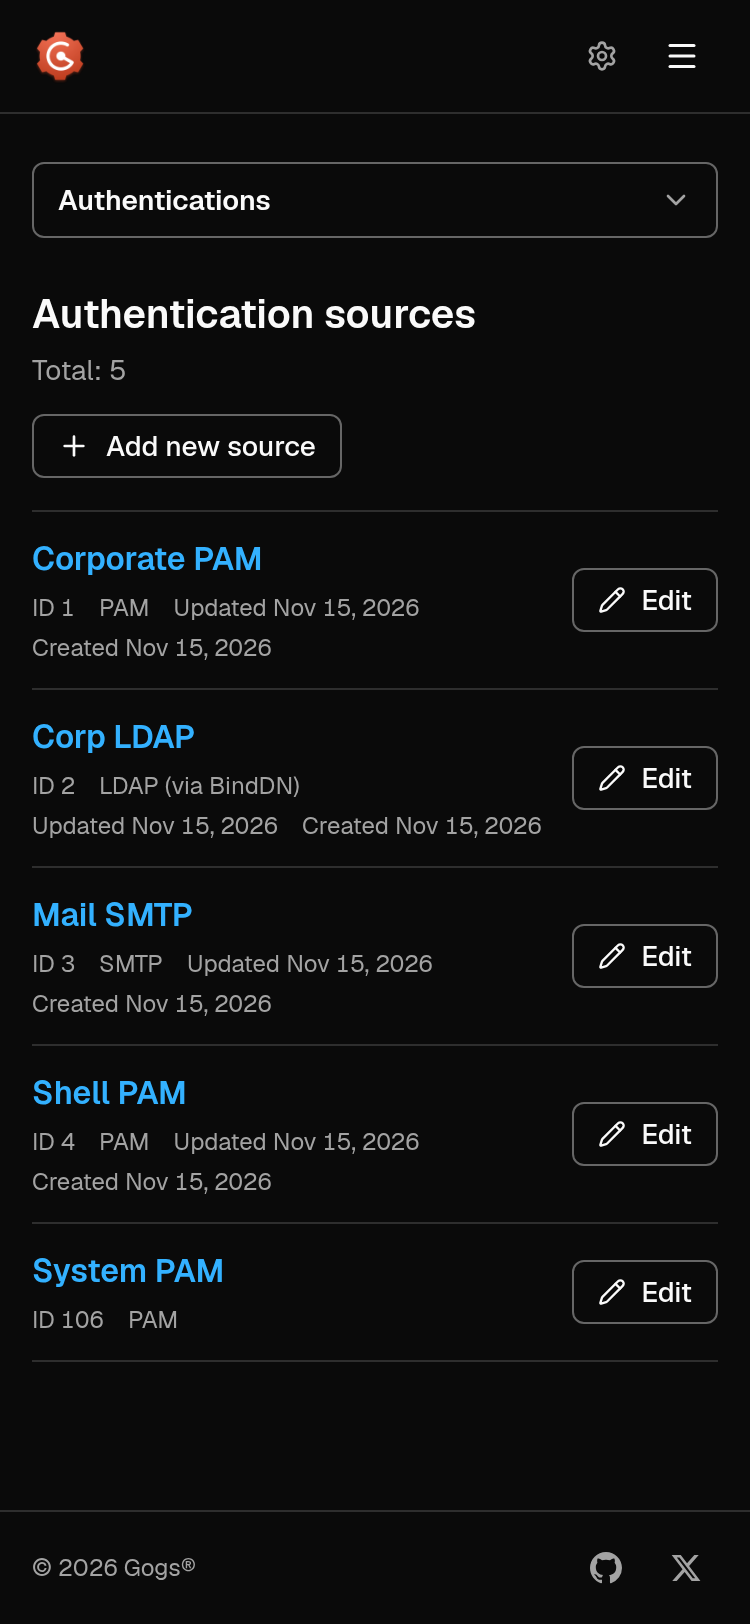 Authentications
Authentication sources
Total: 5
Add new source
Corporate PAM
ID 1 PAM Updated Nov 15, 2026
Created Nov 15, 2026
Edit
Corp LDAP
ID 2 LDAP (via BindDN)
Updated Nov 15, 2026 Created Nov 15, 2026
Edit
Mail SMTP
ID 3 SMTP Updated Nov 15, 2026
Created Nov 15, 2026
Edit
Shell PAM
ID 4 PAM Updated Nov 15, 2026
Created Nov 15, 2026
Edit
System PAM
ID 106 PAM
Edit
© 2026 Gogs®